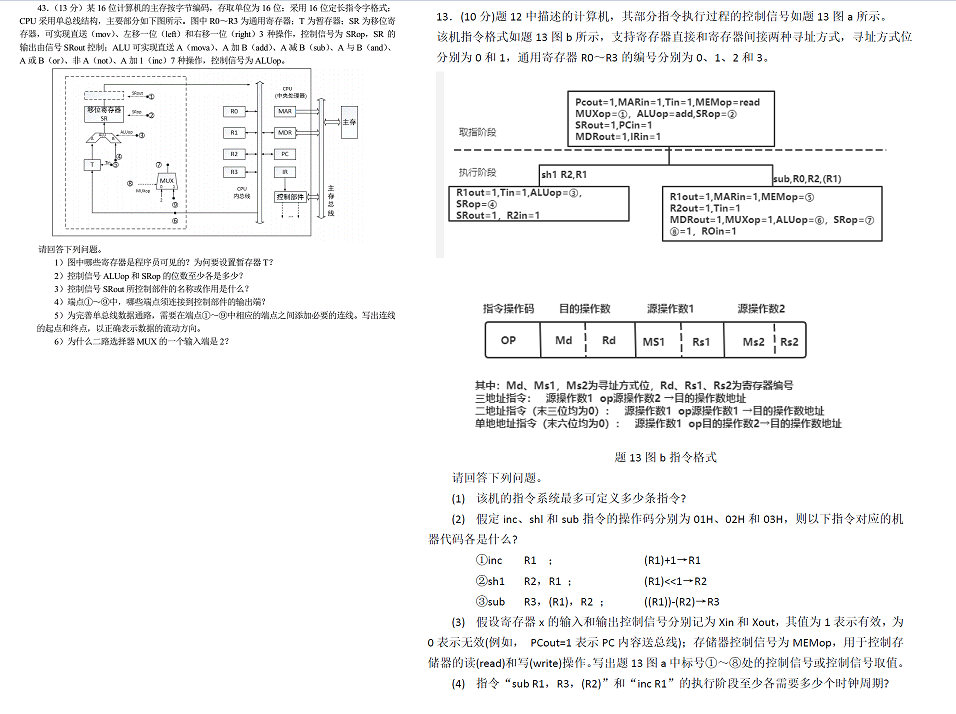 43.（13 分）某 16 位计算机的主存按字节编码，存取单位为 16 位；采用 16 位定长指令字格式；
CPU 采用单总线结构，主要部分如下图所示。图中 R0～R3 为通用寄存器；T 为暂存器；SR 为移位寄
存器，可实现直送（mov）、左移一位（left）和右移一位（right）3 种操作，控制信号为 SRop，SR 的
输出由信号 SRout 控制；ALU 可实现直送 A（mova）、A 加 B（add）、A 减 B（sub）、A 与 B（and）、
A 或 B（or）、非 A（not）、A 加 1（inc）7 种操作，控制信号为 ALUop。
SRout ①
移位寄存器
SR
SRop ②
ALUop ③
A
B
④
T
Tin ⑤
⑦
MUX
0 1
⑧
MUXop
2
⑨
⑥
R0
R1
R2
R3
CPU
内总线
CPU
(中央处理器)
MAR
MDR
PC
IR
控制部件
...
主存
主
存
总
线
请回答下列问题。
1）图中哪些寄存器是程序员可见的？为何要设置暂存器 T？
2）控制信号 ALUop 和 SRop 的位数至少各是多少？
3）控制信号 SRout 所控制部件的名称或作用是什么？
4）端点①～⑨中，哪些端点须连接到控制部件的输出端？
5）为完善单总线数据通路，需要在端点①～⑨中相应的端点之间添加必要的连线。写出连线
的起点和终点，以正确表示数据的流动方向。
6）为什么二路选择器 MUX 的一个输入端是 2？
13. (10 分)题 12 中描述的计算机，其部分指令执行过程的控制信号如题 13 图 a 所示。
该机指令格式如题 13 图 b 所示，支持寄存器直接和寄存器间接两种寻址方式，寻址方式位
分别为 0 和 1，通用寄存器 R0～R3 的编号分别为 0、1、2 和 3。
取指阶段
Pcout=1,MARin=1,Tin=1,MEMop=read
MUXop=①，ALUop=add,SRop=②
SRout=1,PCin=1
MDRout=1,IRin=1
执行阶段
sh1 R2,R1
sub,R0,R2,(R1)
R1out=1,Tin=1,ALUop=③,
SRop=④
SRout=1，R2in=1
R1out=1,MARin=1,MEMop=⑤
R2out=1,Tin=1
MDRout=1,MUXop=1,ALUop=⑥，SRop=⑦
⑧=1，R0in=1
指令操作码 目的操作数 源操作数1 源操作数2
OP Md Rd MS1 Rs1 Ms2 Rs2
其中：Md、Ms1，Ms2为寻址方式位，Rd、Rs1、Rs2为寄存器编号
三地址指令： 源操作数1 op源操作数2 →目的操作数地址
二地址指令（末三位均为0）： 源操作数1 op源操作数1 →目的操作数地址
单地地址指令（末六位均为0）： 源操作数1 op目的操作数2→目的操作数地址
题 13 图 b 指令格式
请回答下列问题。
(1) 该机的指令系统最多可定义多少条指令?
(2) 假定 inc、shl 和 sub 指令的操作码分别为 01H、02H 和 03H，则以下指令对应的机
器代码各是什么?
①inc R1 ； (R1)+1→R1
②sh1 R2，R1 ； (R1)<<1→R2
③sub R3，(R1)，R2 ； ((R1))-(R2)→R3
(3) 假设寄存器 x 的输入和输出控制信号分别记为 Xin 和 Xout，其值为 1 表示有效，为
0 表示无效(例如， PCout=1 表示 PC 内容送总线)；存储器控制信号为 MEMop，用于控制存
储器的读(read)和写(write)操作。写出题 13 图 a 中标号①～⑧处的控制信号或控制信号取值。
(4) 指令“sub R1，R3，(R2)”和“inc R1”的执行阶段至少各需要多少个时钟周期?